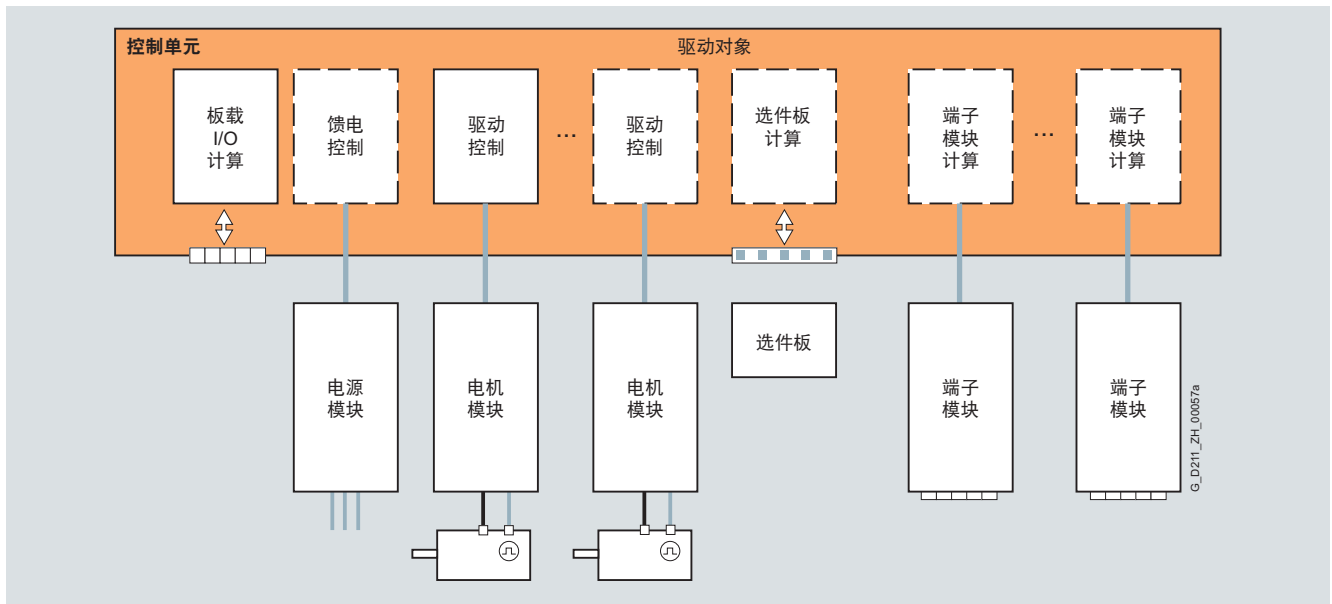 控制单元
驱动对象
板载
I/O
计算
馈电
控制
驱动
控制
...
驱动
控制
选件板
计算
端子
模块计算
...
端子
模块计算
电源
模块
电机
模块
电机
模块
选件板
端子
模块
端子
模块
G_D211_ZH_00057a